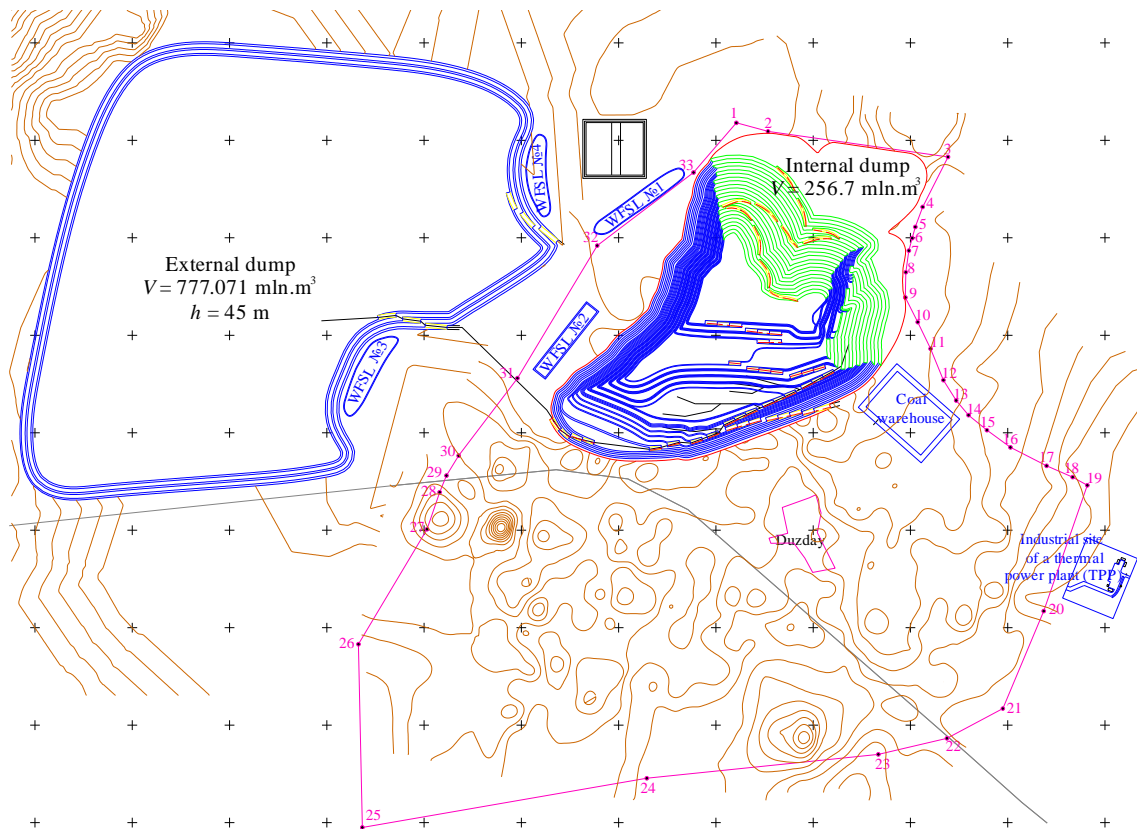 1
2
3
Internal dump
V = 256.7 mln.m³
33
WFSL №4
WFSL №1
4
5
6
7
32
External dump
V = 777.071 mln.m³
h = 45 m
8
9
10
WFSL №2
WFSL №3
11
31
12
13
Coal
warehouse
14
15
16
30
17
29
18
19
28
27
Duzday
Industrial site
of a thermal
power plant (TPP)
20
26
21
22
23
24
25